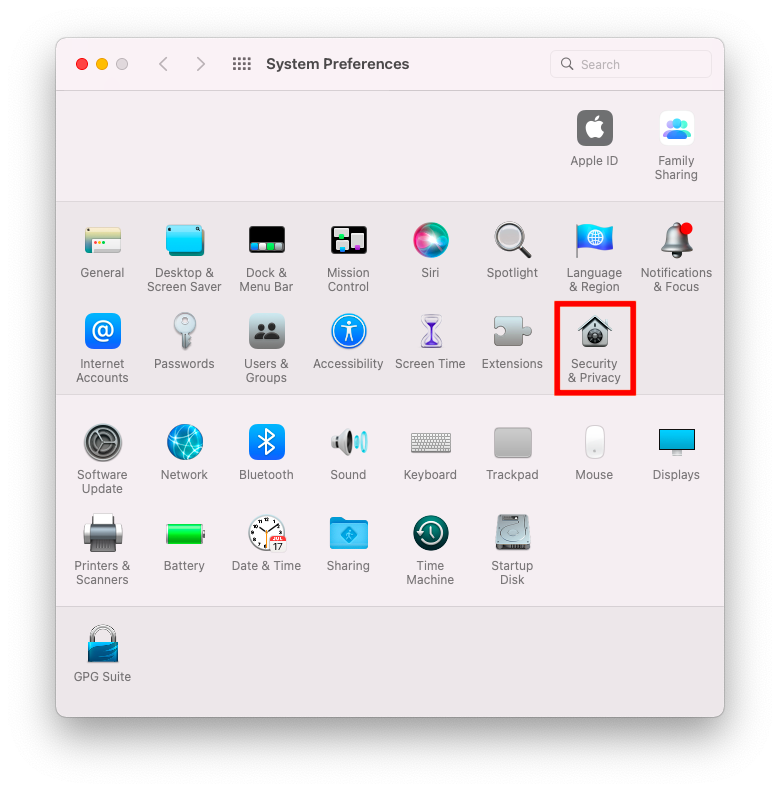 System Preferences
Search
Apple ID
Family
Sharing
General
Desktop &
Screen Saver
Dock &
Menu Bar
Mission
Control
Siri
Spotlight
Language
& Region
Notifications
& Focus
Internet
Accounts
Passwords
Users &
Groups
Accessibility
Screen Time
Extensions
Security
& Privacy
Software
Update
Network
Bluetooth
Sound
Keyboard
Trackpad
Mouse
Displays
Printers &
Scanners
Battery
Date & Time
Sharing
Time
Machine
Startup
Disk
GPG Suite